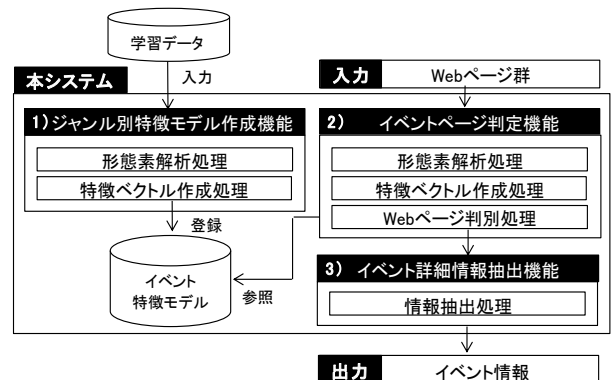 学習データ
入力
本システム
1)ジャンル別特徴モデル作成機能
形態素解析処理
特徴ベクトル作成処理
登録
イベント
特徴モデル
参照
入力 Webページ群
2) イベントページ判定機能
形態素解析処理
特徴ベクトル作成処理
Webページ判別処理
3) イベント詳細情報抽出機能
情報抽出処理
出力 イベント情報